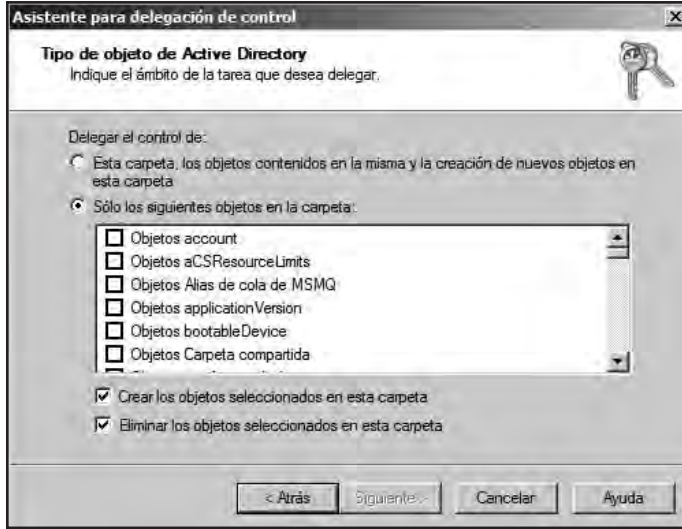 Asistente para delegación de control
Tipo de objeto de Active Directory
Indique el ámbito de la tarea que desea delegar.
Delegar el control de:
Esta carpeta, los objetos contenidos en la misma y la creación de nuevos objetos en
esta carpeta
Sólo los siguientes objetos en la carpeta:
Objetos account
Objetos aCSResourceLimits
Objetos Alias de cola de MSMQ
Objetos applicationVersion
Objetos bootableDevice
Objetos Carpeta compartida
Crear los objetos seleccionados en esta carpeta
Eliminar los objetos seleccionados en esta carpeta
< Atrás
Siguiente >
Cancelar
Ayuda